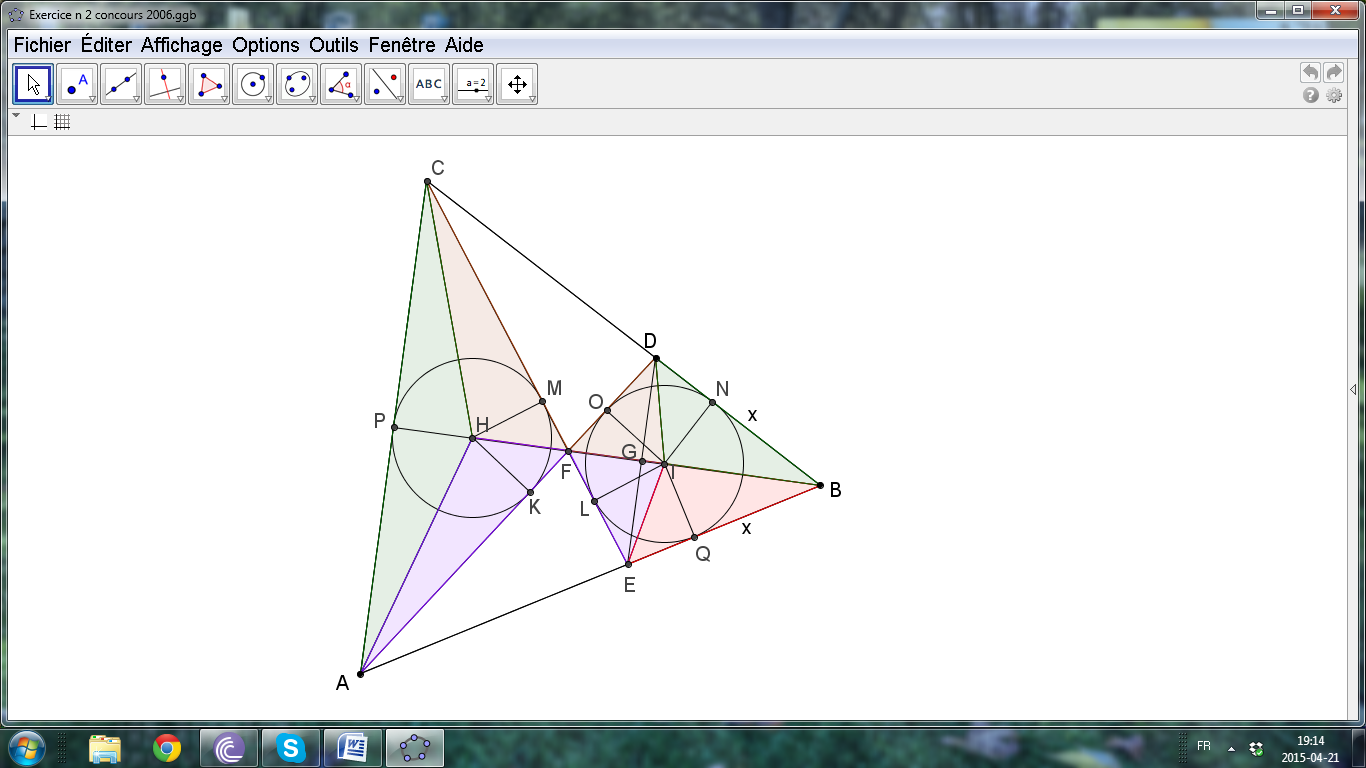 Exercice n 2 concours 2006.ggb
Fichier Éditer Affichage Options Outils Fenêtre Aide
A
α
ABC
a=2
C
D
M
N
O
x
P
H
G
F
I
B
K
L
x
Q
E
A
FR
19:14
2015-04-21